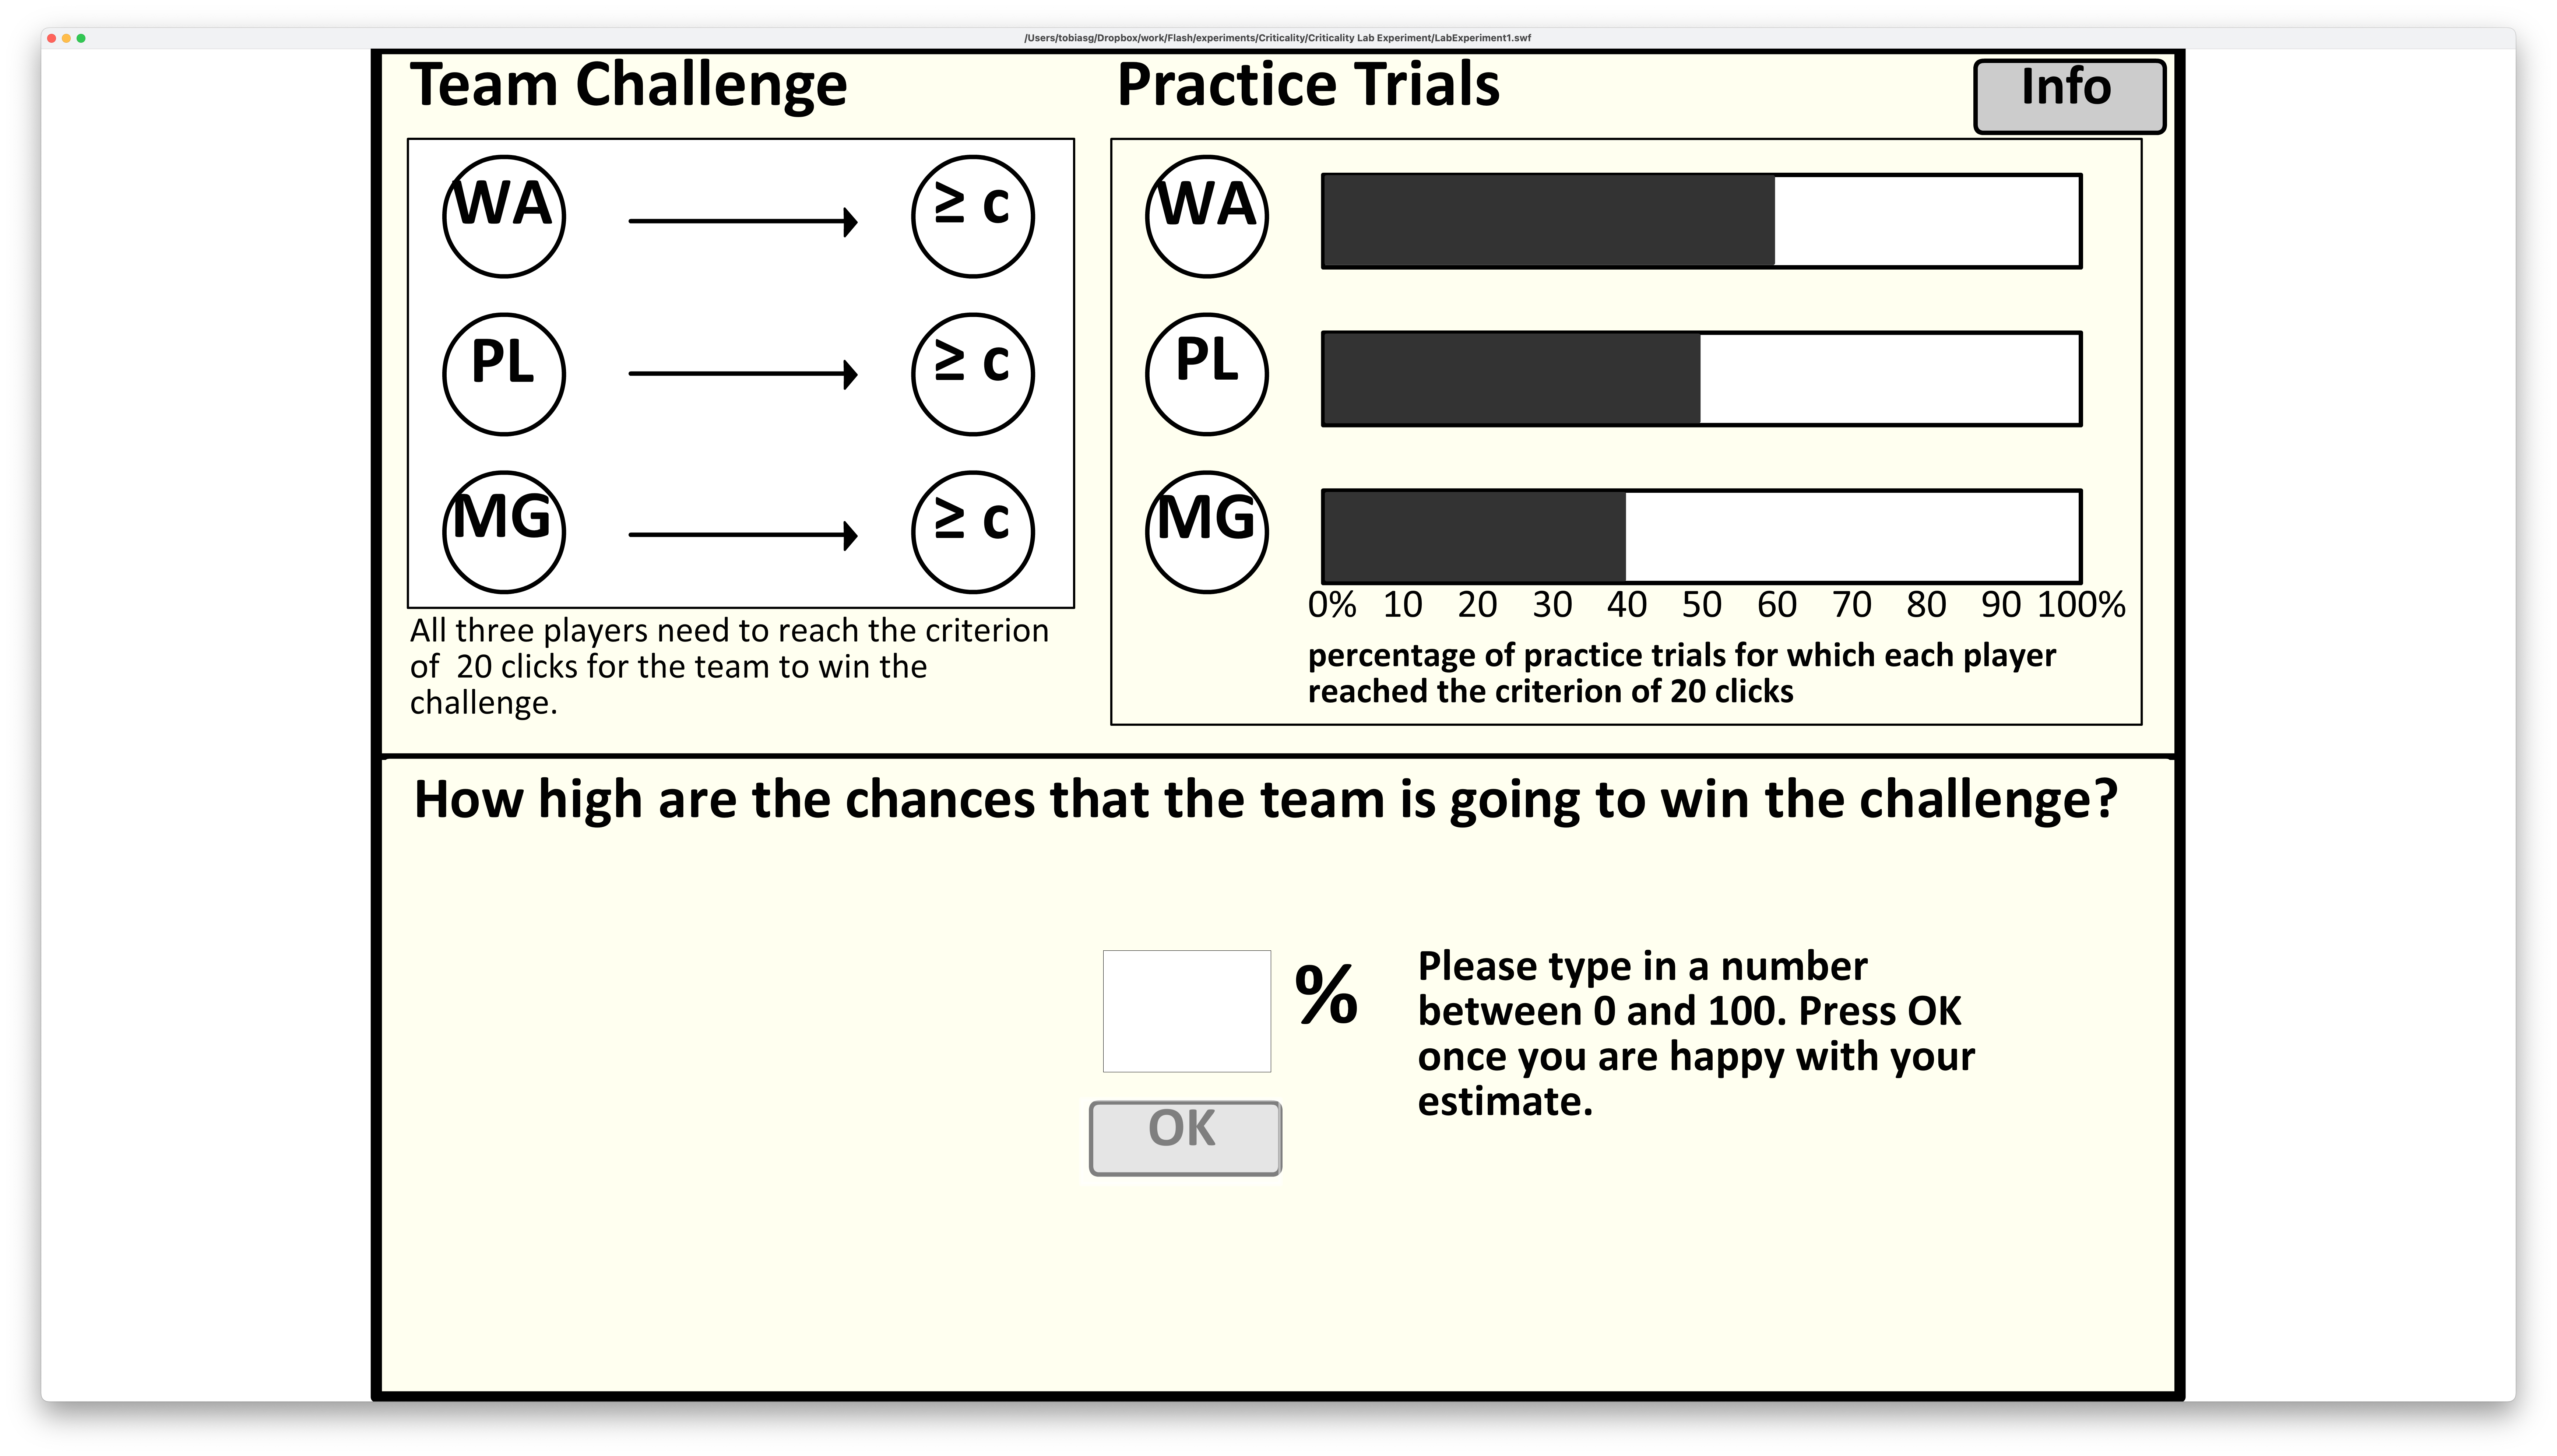 /Users/tobiasg/Dropbox/work/Flash/experiments/Criticality/Criticality Lab Experiment/LabExperiment1.swf
Team Challenge
WA
≥ c
PL
≥ c
MG
≥ c
All three players need to reach the criterion
of  20 clicks for the team to win the
challenge.
Practice Trials
Info
WA
PL
MG
0% 10 20 30 40 50 60 70 80 90 100%
percentage of practice trials for which each player
reached the criterion of 20 clicks
How high are the chances that the team is going to win the challenge?
%
Please type in a number
between 0 and 100. Press OK
once you are happy with your
estimate.
OK